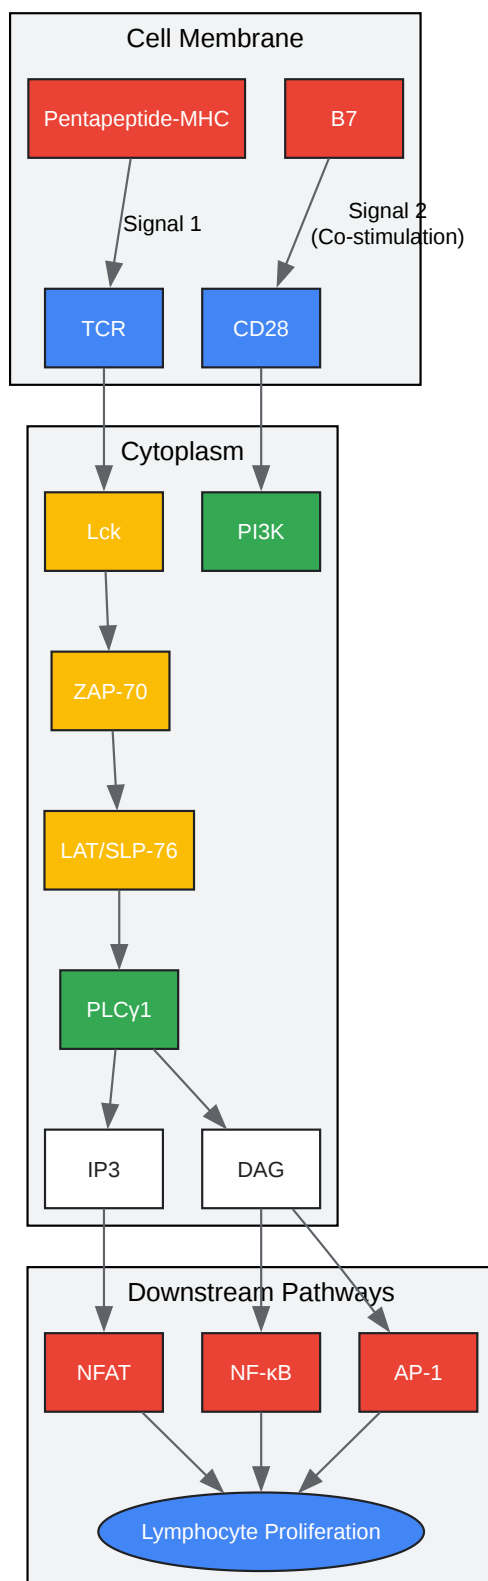 Cell Membrane
Pentapeptide-MHC
B7
Signal 1
Signal 2
(Co-stimulation)
TCR
CD28
Cytoplasm
Lck
PI3K
ZAP-70
LAT/SLP-76
PLCγ1
IP3
DAG
Downstream Pathways
NFAT
NF-κB
AP-1
Lymphocyte Proliferation